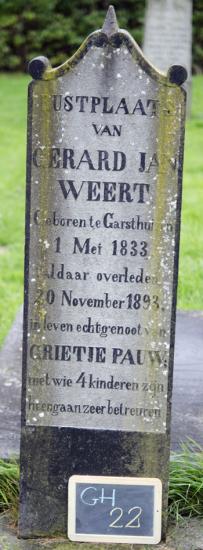 RUSTPLAATS
VAN
GERARD JAN
WEERT
Geboren te Garsthuizen
1 Mei 1833
Aldaar overleden
20 November 1893
in leven echtgenoot van
GRIETJE PAUW
met wie 4 kinderen zijn
heengaan zeer betreuren
GH
22